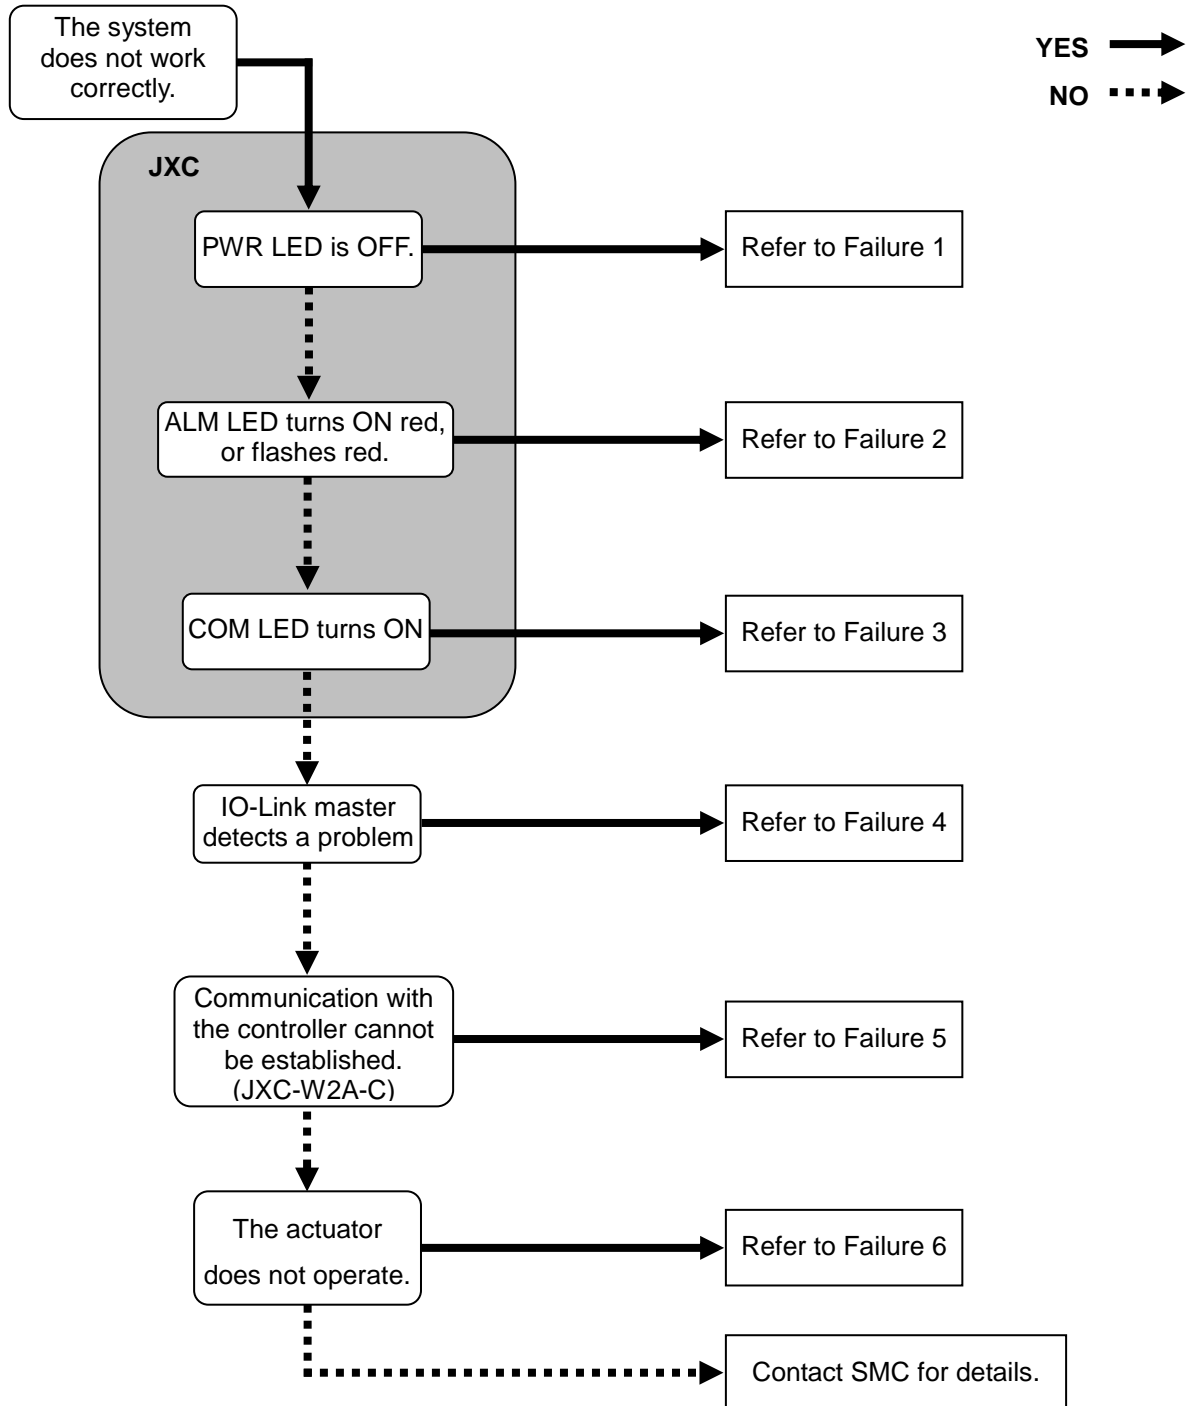 The system
does not work
correctly.
YES
NO
JXC
PWR LED is OFF.
Refer to Failure 1
ALM LED turns ON red,
or flashes red.
Refer to Failure 2
COM LED turns ON
Refer to Failure 3
IO-Link master
detects a problem
Refer to Failure 4
Communication with
the controller cannot
be established.
(JXC-W2A-C)
Refer to Failure 5
The actuator
does not operate.
Refer to Failure 6
Contact SMC for details.